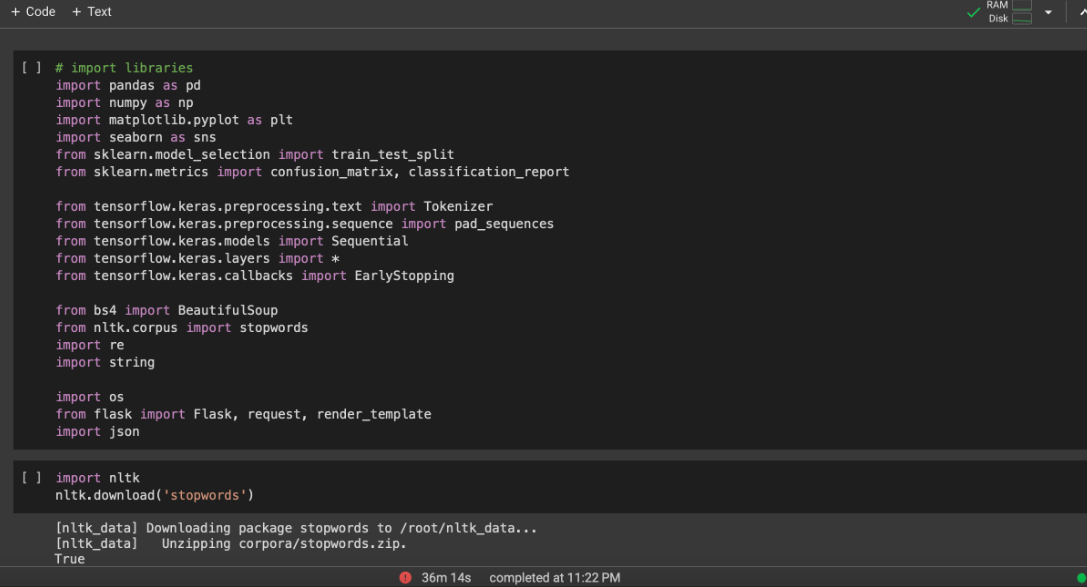 + Code + Text
RAM
Disk
[ ] # import libraries
import pandas as pd
import numpy as np
import matplotlib.pyplot as plt
import seaborn as sns
from sklearn.model_selection import train_test_split
from sklearn.metrics import confusion_matrix, classification_report
from tensorflow.keras.preprocessing.text import Tokenizer
from tensorflow.keras.preprocessing.sequence import pad_sequences
from tensorflow.keras.models import Sequential
from tensorflow.keras.layers import *
from tensorflow.keras.callbacks import EarlyStopping
from bs4 import BeautifulSoup
from nltk.corpus import stopwords
import re
import string
import os
from flask import Flask, request, render_template
import json
[ ] import nltk
nltk.download('stopwords')
[nltk_data] Downloading package stopwords to /root/nltk_data...
[nltk_data]   Unzipping corpora/stopwords.zip.
True
36m 14s completed at 11:22 PM